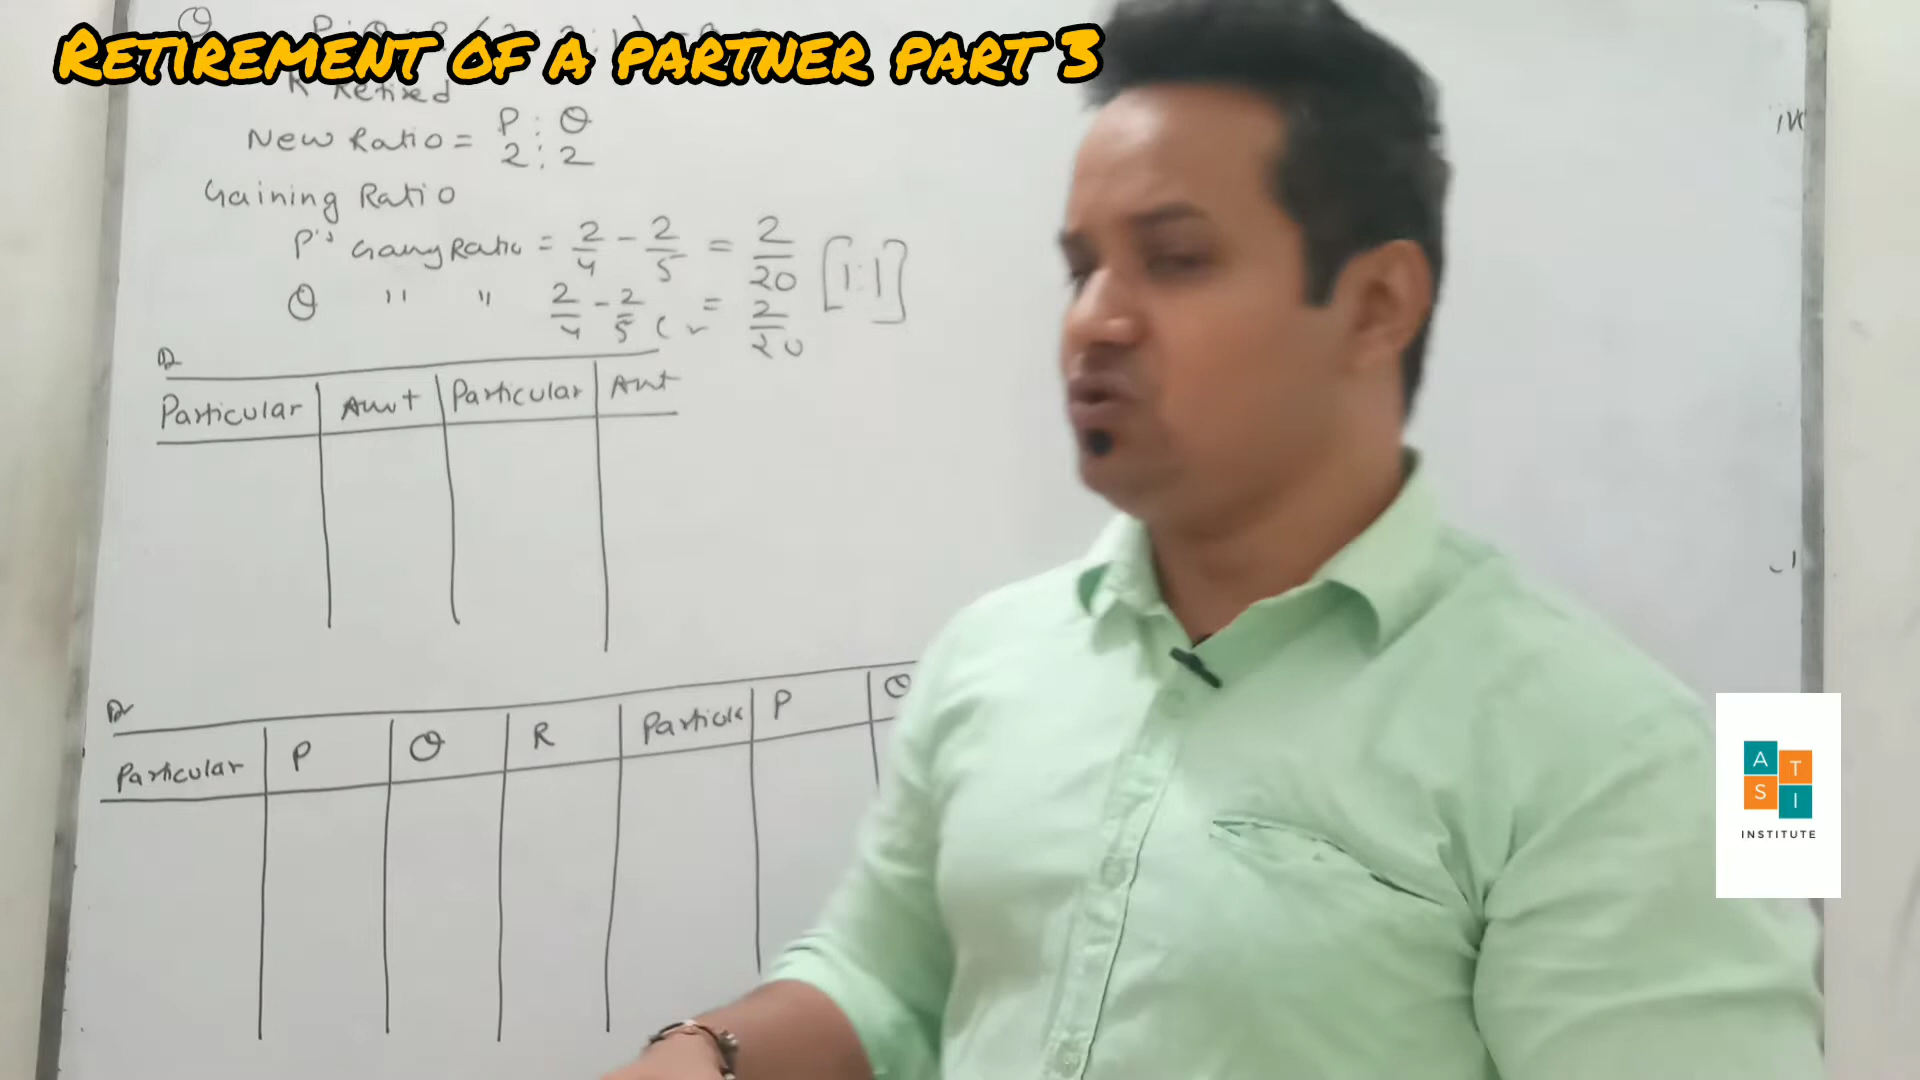 RETIREMENT OF A PARTNER PART 3
Q
R Retired
New Ratio = P : Q
2 : 2
Gaining Ratio
P's Gaing Ratio = 2/4 - 2/5 = 2/20 [1:1]
Q " " 2/4 - 2/5 = 2/20
Dr Cr
Particular Amt Particular Amt
Dr
Particular P Q R Particular P Q
A T
S I
INSTITUTE